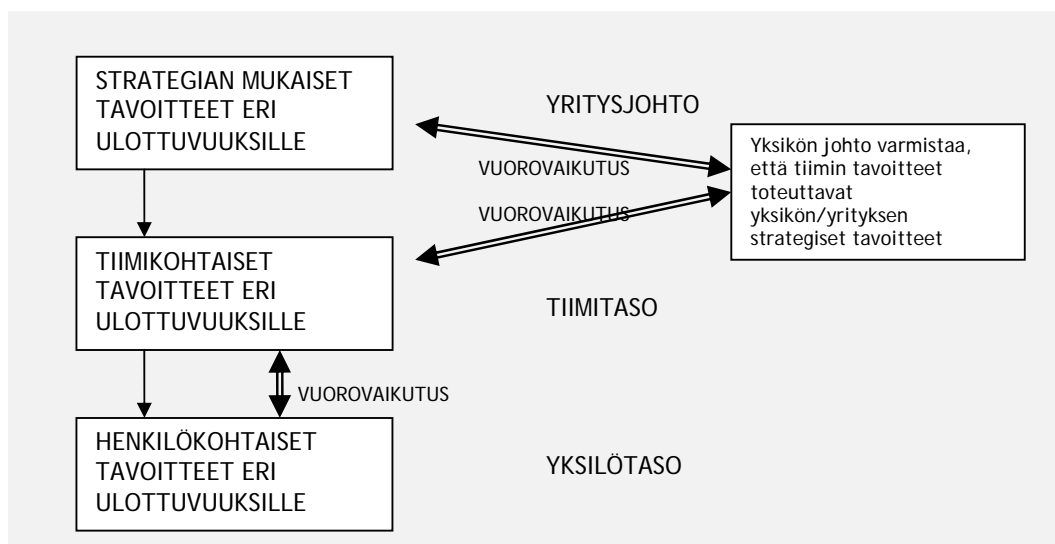 STRATEGIAN MUKAISET
TAVOITTEET ERI
ULOTTUVUUKSILLE
YRITYSJOHTO
VUOROVAIKUTUS
VUOROVAIKUTUS
Yksikön johto varmistaa,
että tiimin tavoitteet
toteuttavat
yksikön/yrityksen
strategiset tavoitteet
TIIMIKOHTAISET
TAVOITTEET ERI
ULOTTUVUUKSILLE
TIIMITASO
VUOROVAIKUTUS
HENKILÖKOHTAISET
TAVOITTEET ERI
ULOTTUVUUKSILLE
YKSILÖTASO